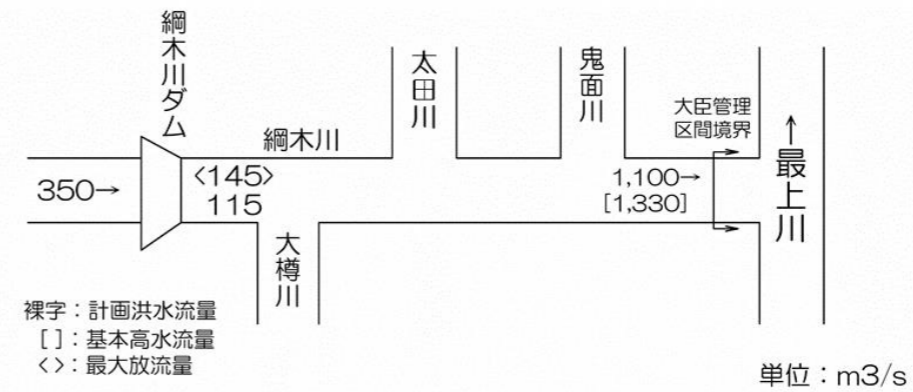 綱木川ダム
太田川
鬼面川
大臣管理
区間境界
綱木川
↑最上川
350→
<145>
115
1,100→
[1,330]
大樽川
裸字：計画洪水流量
[ ]：基本高水流量
< >：最大放流量
単位：m3/s